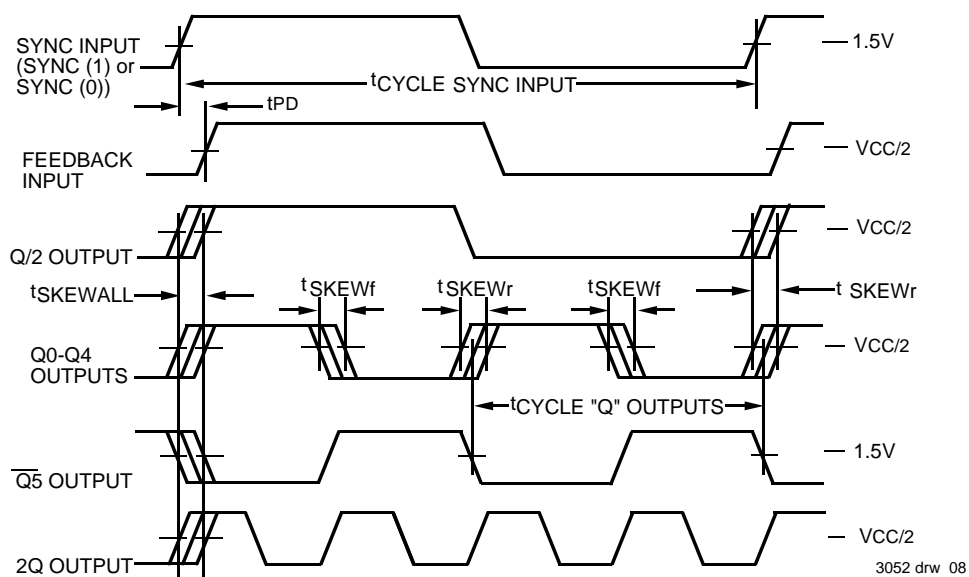 SYNC INPUT
(SYNC (1) or
SYNC (0))
1.5V
tCYCLE SYNC INPUT
tPD
FEEDBACK
INPUT
VCC/2
Q/2 OUTPUT
VCC/2
tSKEWALL
tSKEWf
tSKEWr
tSKEWf
tSKEWr
Q0-Q4
OUTPUTS
VCC/2
tCYCLE "Q" OUTPUTS
Q̅5̅ OUTPUT
1.5V
2Q OUTPUT
VCC/2
3052 drw 08